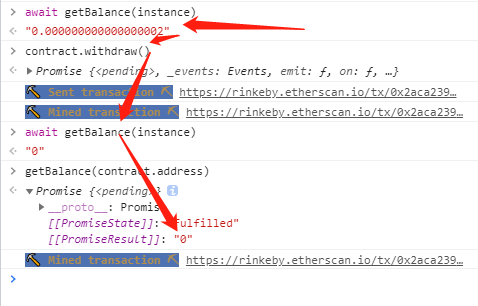 > await getBalance(instance)
"0.000000000000000002"
> contract.withdraw()
Promise {<pending>, _events: Events, emit: ƒ, on: ƒ, …}
⛏ Sent transaction ⛏ https://rinkeby.etherscan.io/tx/0x2aca239…
⛏ Mined transaction ⛏ https://rinkeby.etherscan.io/tx/0x2aca239…
> await getBalance(instance)
"0"
> getBalance(contract.address)
Promise {<pending>}
__proto__: Promise
[[PromiseState]]: "fulfilled"
[[PromiseResult]]: "0"
⛏ Mined transaction ⛏ https://rinkeby.etherscan.io/tx/0x2aca239…
>